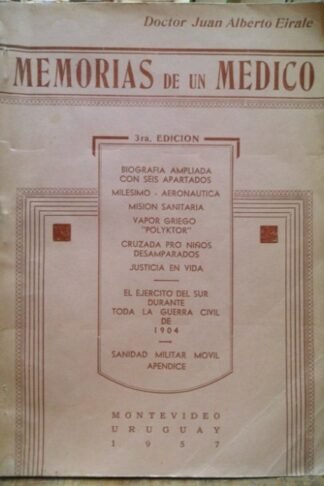 Doctor Juan Alberto Eirale
MEMORIAS DE UN MEDICO
3ra. EDICION
BIOGRAFIA AMPLIADA
CON SEIS APARTADOS
MILESIMO - AERONAUTICA
MISION SANITARIA
VAPOR GRIEGO
"POLYKTOR"
CRUZADA PRO NIÑOS
DESAMPARADOS
JUSTICIA EN VIDA
EL EJERCITO DEL SUR
DURANTE
TODA LA GUERRA CIVIL
DE
1904
SANIDAD MILITAR MOVIL
APENDICE
MONTEVIDEO
URUGUAY
1957